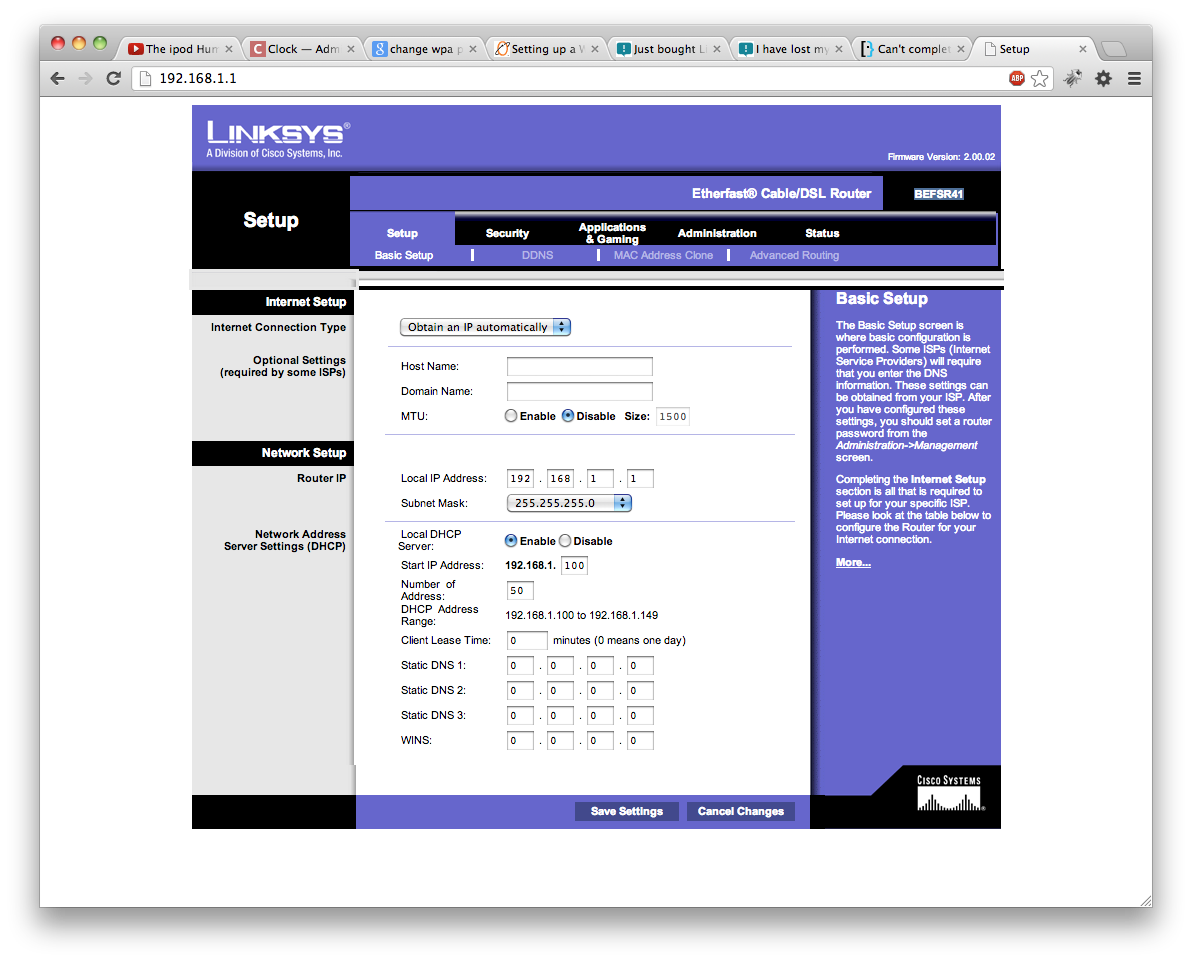 The ipod Hum
Clock — Adm
change wpa p
Setting up a W
Just bought Li
I have lost my
Can't complet
Setup
192.168.1.1
ABP
LINKSYS®
A Division of Cisco Systems, Inc.
Firmware Version: 2.00.02
Etherfast® Cable/DSL Router
BEFSR41
Setup
Setup
Security
Applications
& Gaming
Administration
Status
Basic Setup
DDNS
MAC Address Clone
Advanced Routing
Internet Setup
Internet Connection Type
Obtain an IP automatically
Optional Settings
(required by some ISPs)
Host Name:
Domain Name:
MTU:
Enable
Disable
Size:
1500
Network Setup
Router IP
Local IP Address:
192 . 168 . 1 . 1
Subnet Mask:
255.255.255.0
Network Address
Server Settings (DHCP)
Local DHCP
Server:
Enable
Disable
Start IP Address:
192.168.1. 100
Number of
Address:
50
DHCP Address
Range:
192.168.1.100 to 192.168.1.149
Client Lease Time:
0 minutes (0 means one day)
Static DNS 1:
0 . 0 . 0 . 0
Static DNS 2:
0 . 0 . 0 . 0
Static DNS 3:
0 . 0 . 0 . 0
WINS:
0 . 0 . 0 . 0
Basic Setup
The Basic Setup screen is
where basic configuration is
performed. Some ISPs (Internet
Service Providers) will require
that you enter the DNS
information. These settings can
be obtained from your ISP. After
you have configured these
settings, you should set a router
password from the
Administration->Management
screen.
Completing the Internet Setup
section is all that is required to
set up for your specific ISP.
Please look at the table below to
configure the Router for your
Internet connection.
More...
Save Settings
Cancel Changes
CISCO SYSTEMS